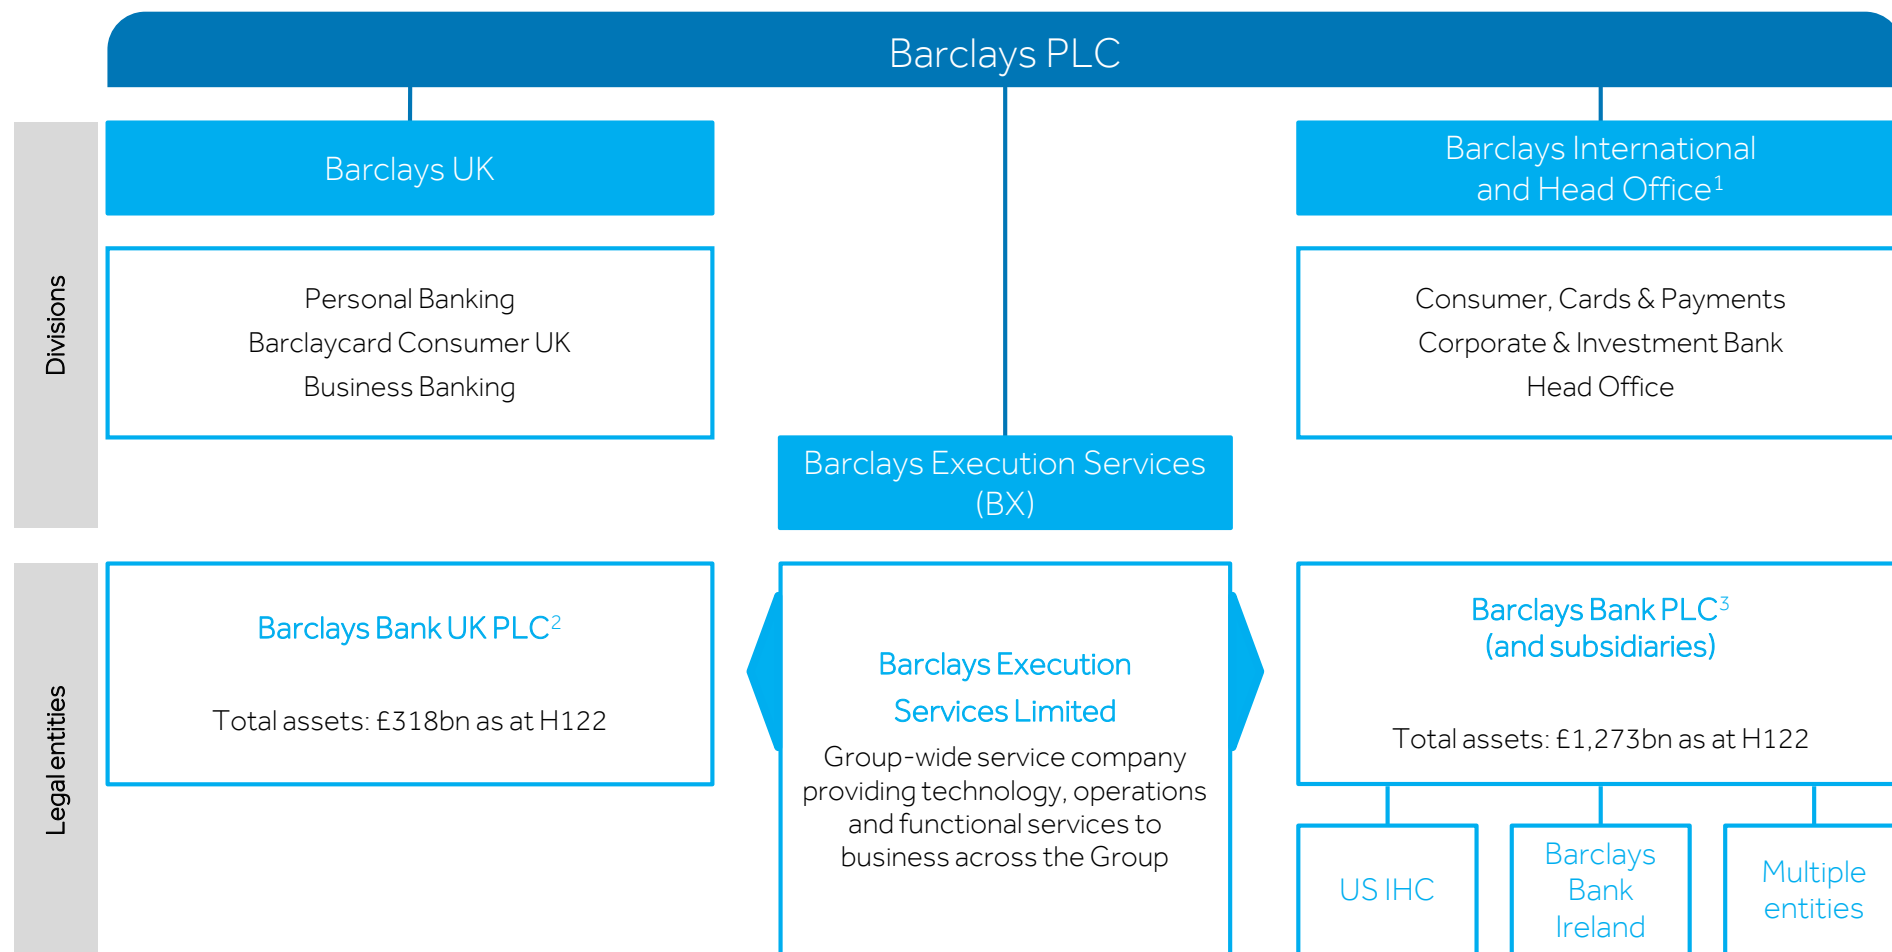 Barclays PLC
Divisions
Barclays UK
Personal Banking
Barclaycard Consumer UK
Business Banking
Barclays Execution Services
(BX)
Barclays International
and Head Office¹
Consumer, Cards & Payments
Corporate & Investment Bank
Head Office
Legal entities
Barclays Bank UK PLC²
Total assets: £318bn as at H122
Barclays Execution
Services Limited
Group-wide service company
providing technology, operations
and functional services to
business across the Group
Barclays Bank PLC³
(and subsidiaries)
Total assets: £1,273bn as at H122
US IHC
Barclays
Bank
Ireland
Multiple
entities